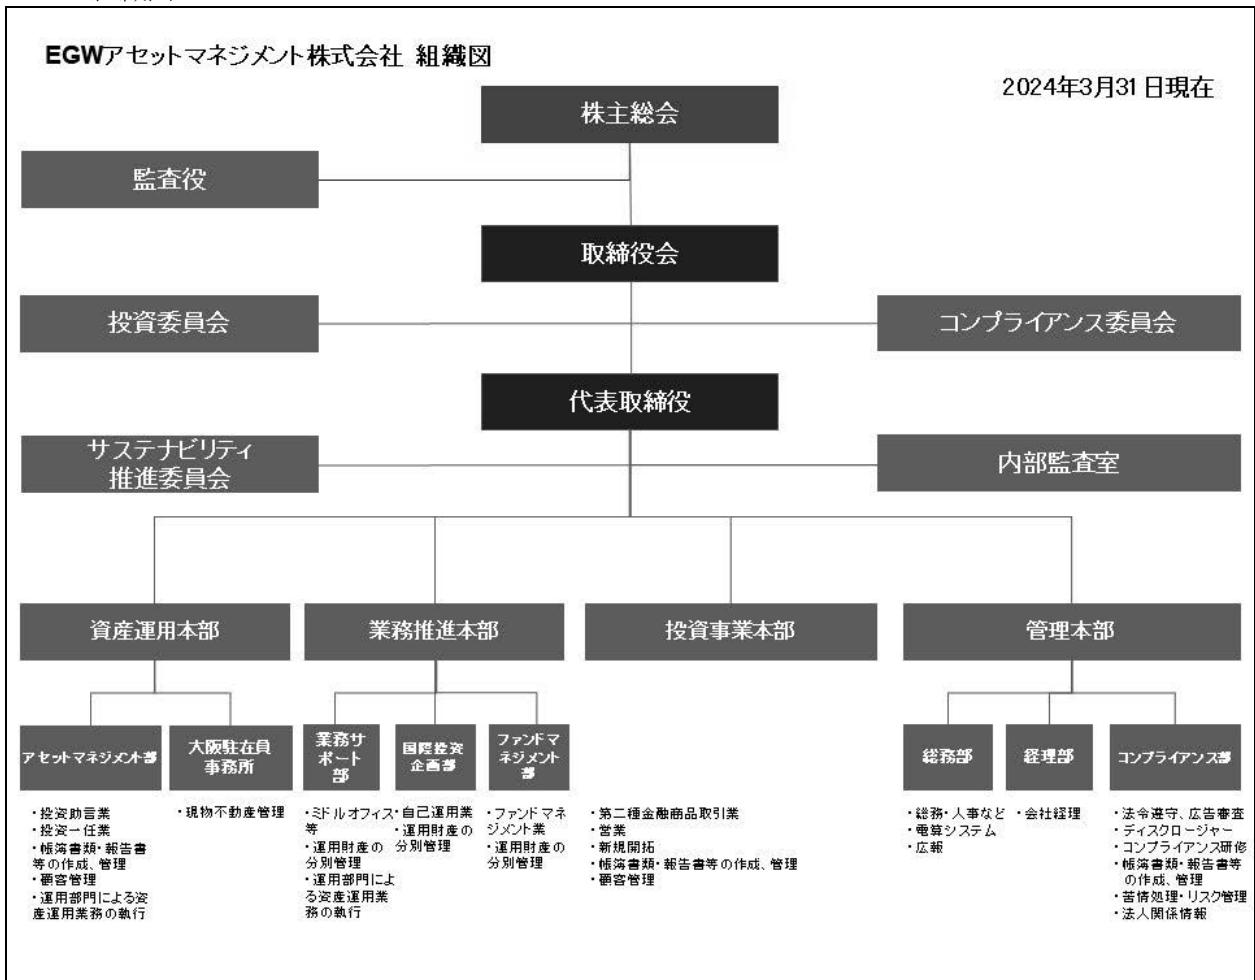 EGWアセットマネジメント株式会社 組織図
2024年3月31日現在
株主総会
監査役
取締役会
投資委員会
コンプライアンス委員会
代表取締役
サステナビリティ
推進委員会
内部監査室
資産運用本部
業務推進本部
投資事業本部
管理本部
アセットマネジメント部
大阪駐在員
事務所
業務サ
ポート
部
国際投資
企画部
ファンドマ
ネジメント
部
総務部
経理部
コンプライアンス部
・投資助言業
・投資一任業
・帳簿書類・報告書
等の作成、管理
・顧客管理
・運用部門による資
産運用業務の執行
・現物不動産管理
・ミドルオフィス
等
・運用財産の
分別管理
・運用部門によ
る資産運用業
務の執行
・自己運用業
・運用財産の
分別管理
・ファンドマネ
ジメント業
・運用財産の
分別管理
・第二種金融商品取引業
・営業
・新規開拓
・帳簿書類・報告書等の作成、管理
・顧客管理
・総務・人事など
・電算システム
・広報
・会社経理
・法令遵守、広告審査
・ディスクロージャー
・コンプライアンス研修
・帳簿書類・報告書等
の作成、管理
・苦情処理・リスク管理
・法人関係情報